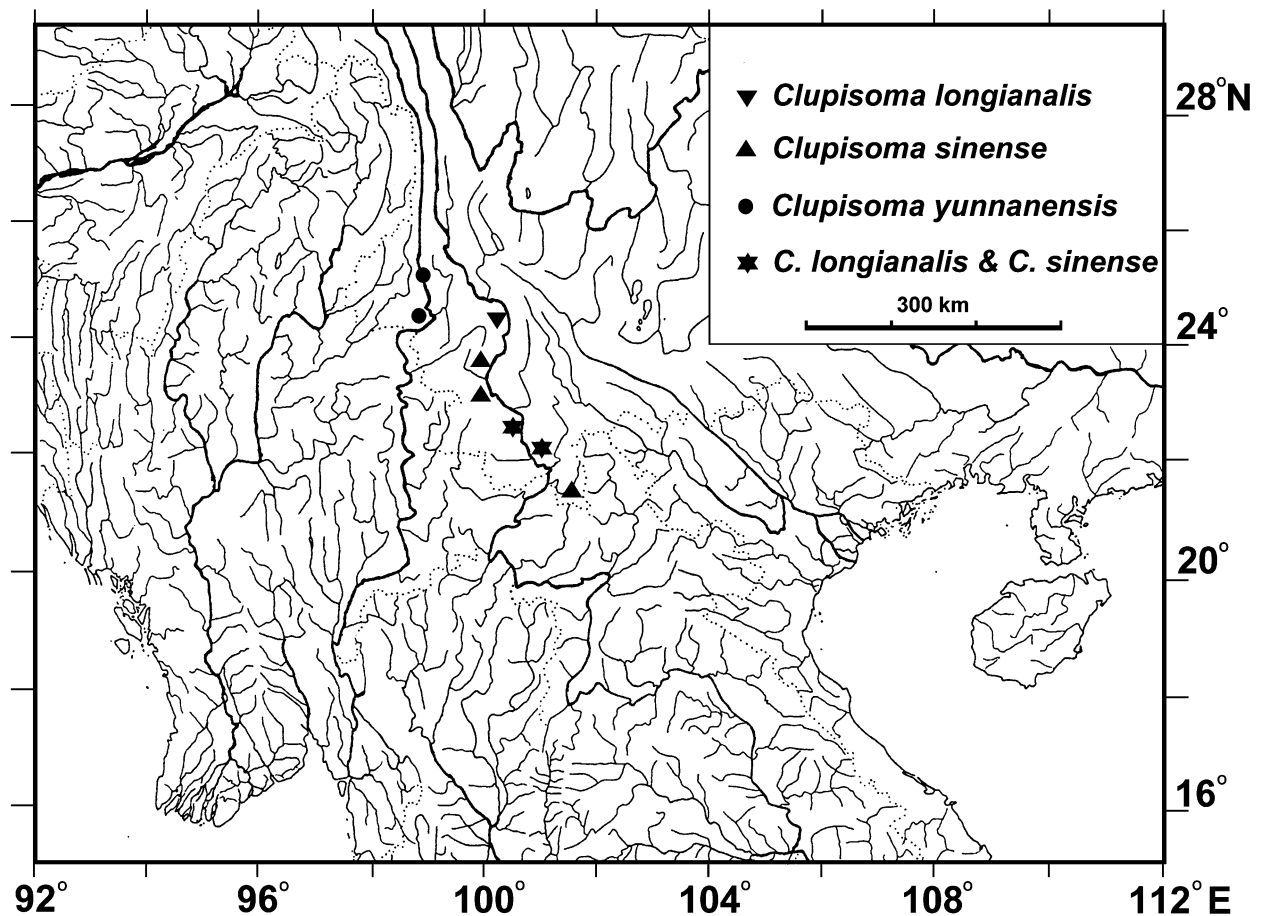 Clupisoma longianalis
Clupisoma sinense
Clupisoma yunnanensis
C. longianalis & C. sinense
300 km
28°N
24°
20°
16°
92° 96° 100° 104° 108° 112°E